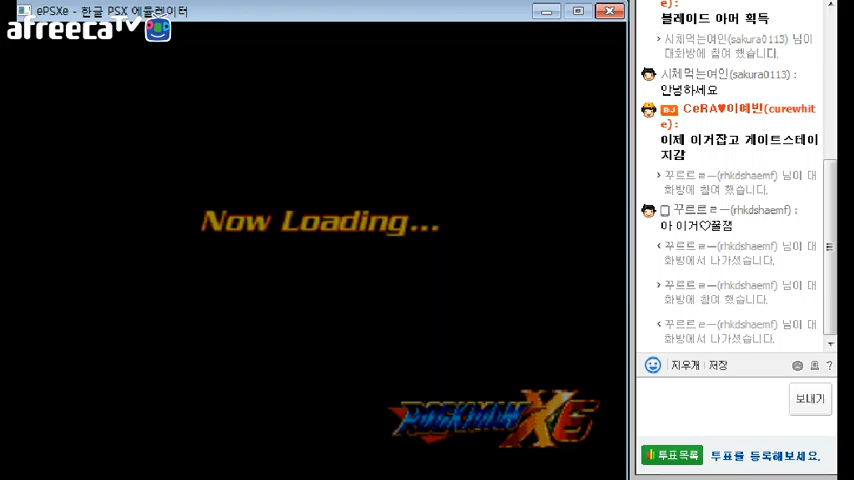 ePSXe - 한글 PSX 에뮬레이터
afreecaTV
Now Loading...
ROCKMAN X6
e):
블레이드 아머 획득
> 시체먹는여인(sakura0113) 님이
대화방에 참여 했습니다.
시체먹는여인(sakura0113) :
안녕하세요
BJ CeRA♥이예빈(curewhit
e):
이제 이거잡고 게이트스테이
지감
> 꾸르르ㄹㅡ(rhkdshaemf) 님이 대
화방에 참여 했습니다.
꾸르르ㄹㅡ(rhkdshaemf) :
아 이거♡꿀잼
< 꾸르르ㄹㅡ(rhkdshaemf) 님이 대
화방에서 나가셨습니다.
> 꾸르르ㄹㅡ(rhkdshaemf) 님이 대
화방에 참여 했습니다.
< 꾸르르ㄹㅡ(rhkdshaemf) 님이 대
화방에서 나가셨습니다.
지우개 저장 ?
보내기
투표목록 투표를 등록해보세요.